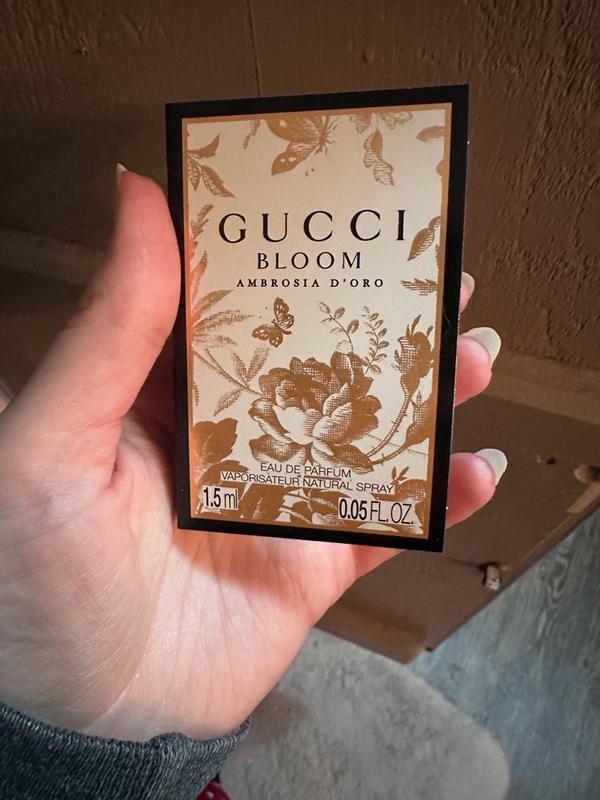 GUCCI
BLOOM
AMBROSIA D'ORO
EAU DE PARFUM
VAPORISATEUR NATURAL SPRAY
1.5 ml 0.05 FL.OZ.